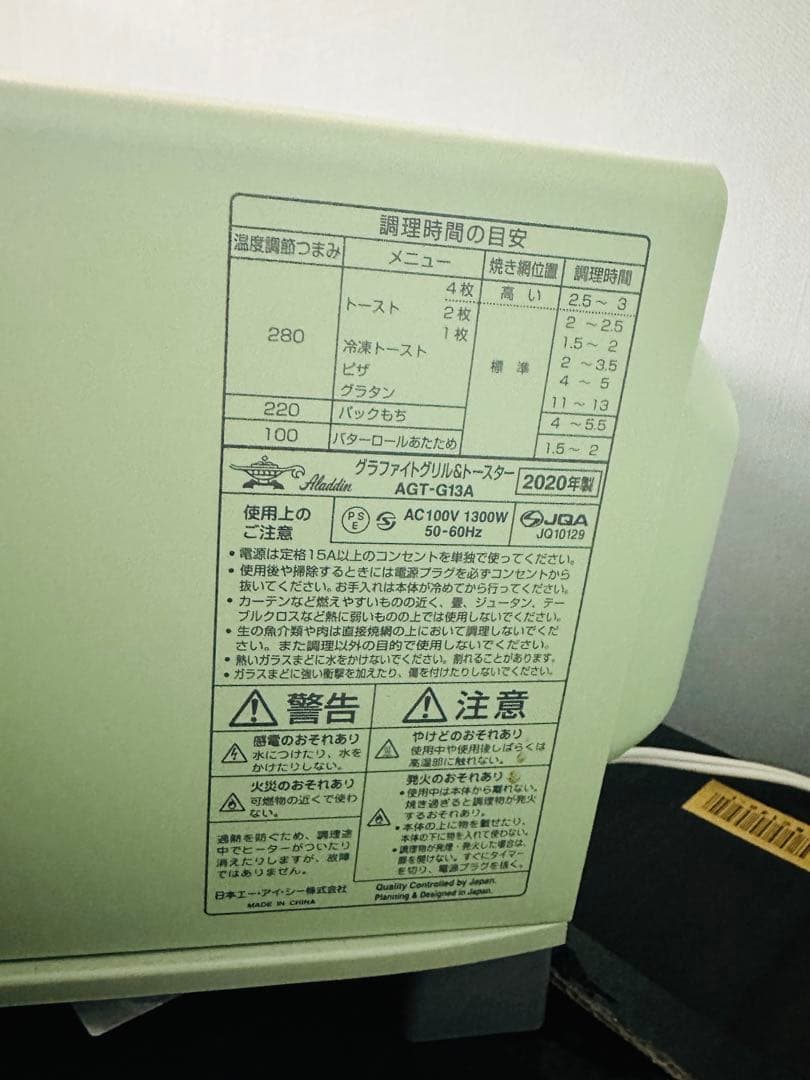 調理時間の目安
温度調節つまみ メニュー 焼き網位置 調理時間
280 トースト 4枚 高い 2.5～3
2枚 標準 2～2.5
1枚 1.5～2
冷凍トースト 2～3.5
ピザ 4～5
グラタン 11～13
220 パックもち 4～5.5
100 バターロールあたため 1.5～2
Aladdin グラファイトグリル&トースター
AGT-G13A 2020年製
使用上の
ご注意
PSE AC100V 1300W
50-60Hz
JQA
JQ10129
・電源は定格15A以上のコンセントを単独で使ってください。
・使用後や掃除するときには電源プラグを必ずコンセントから
抜いてください。お手入れは本体が冷めてから行ってください。
・カーテンなど燃えやすいものの近く、畳、ジュータン、テー
ブルクロスなど熱に弱いものの上では使用しないでください。
・生の魚介類や肉は直接焼網の上において調理しないでくだ
さい。また調理以外の目的で使用しないでください。
・熱いガラスまどに水をかけないでください。割れることがあります。
・ガラスまどに強い衝撃を加えたり、傷を付けたりしないでください。
警告
感電のおそれあり
水につけたり、水を
かけたりしない。
火災のおそれあり
可燃物の近くで使わ
ない。
過熱を防ぐため、調理途
中でヒーターがついたり
消えたりしますが、故障
ではありません。
日本エー・アイ・シー株式会社
MADE IN CHINA
注意
やけどのおそれあり
使用中や使用後しばらくは
高温部に触れない。
発火のおそれあり
・使用中は本体から離れない。
焼き過ぎると調理物が発火
するおそれあり。
・本体の上に物を載せたり、
本体の下に物を入れて使わない。
・調理物が発煙・発火した場合は、
扉を開けない。すぐにタイマー
を切り、電源プラグを抜く。
Quality Controlled by Japan.
Planning & Designed in Japan.